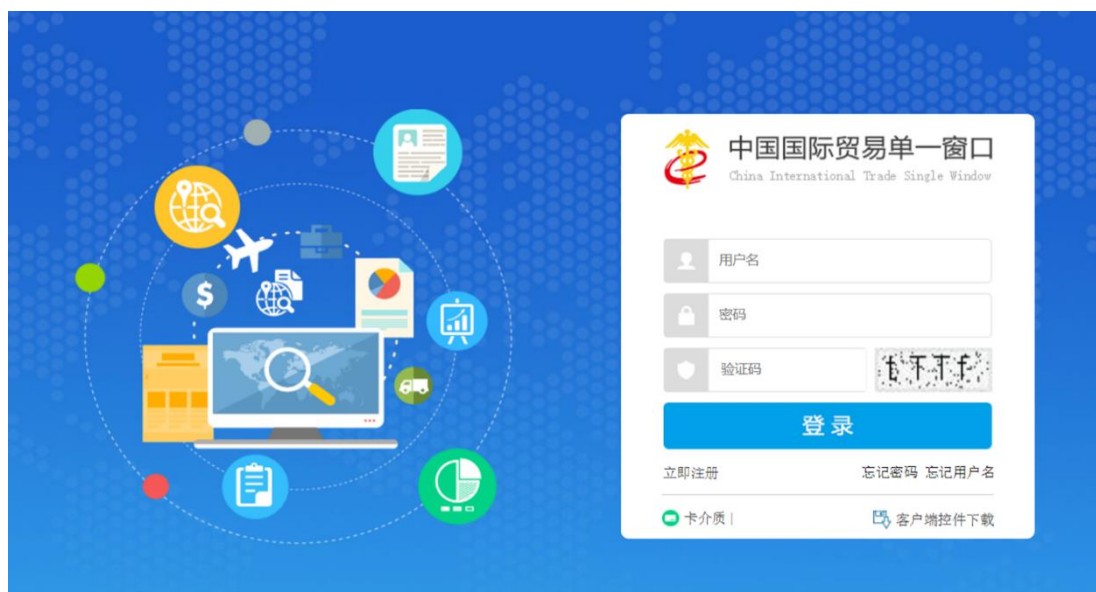 中国国际贸易单一窗口
China International Trade Single Window
用户名
密码
验证码
登录
立即注册 忘记密码 忘记用户名
卡介质 | 客户端控件下载